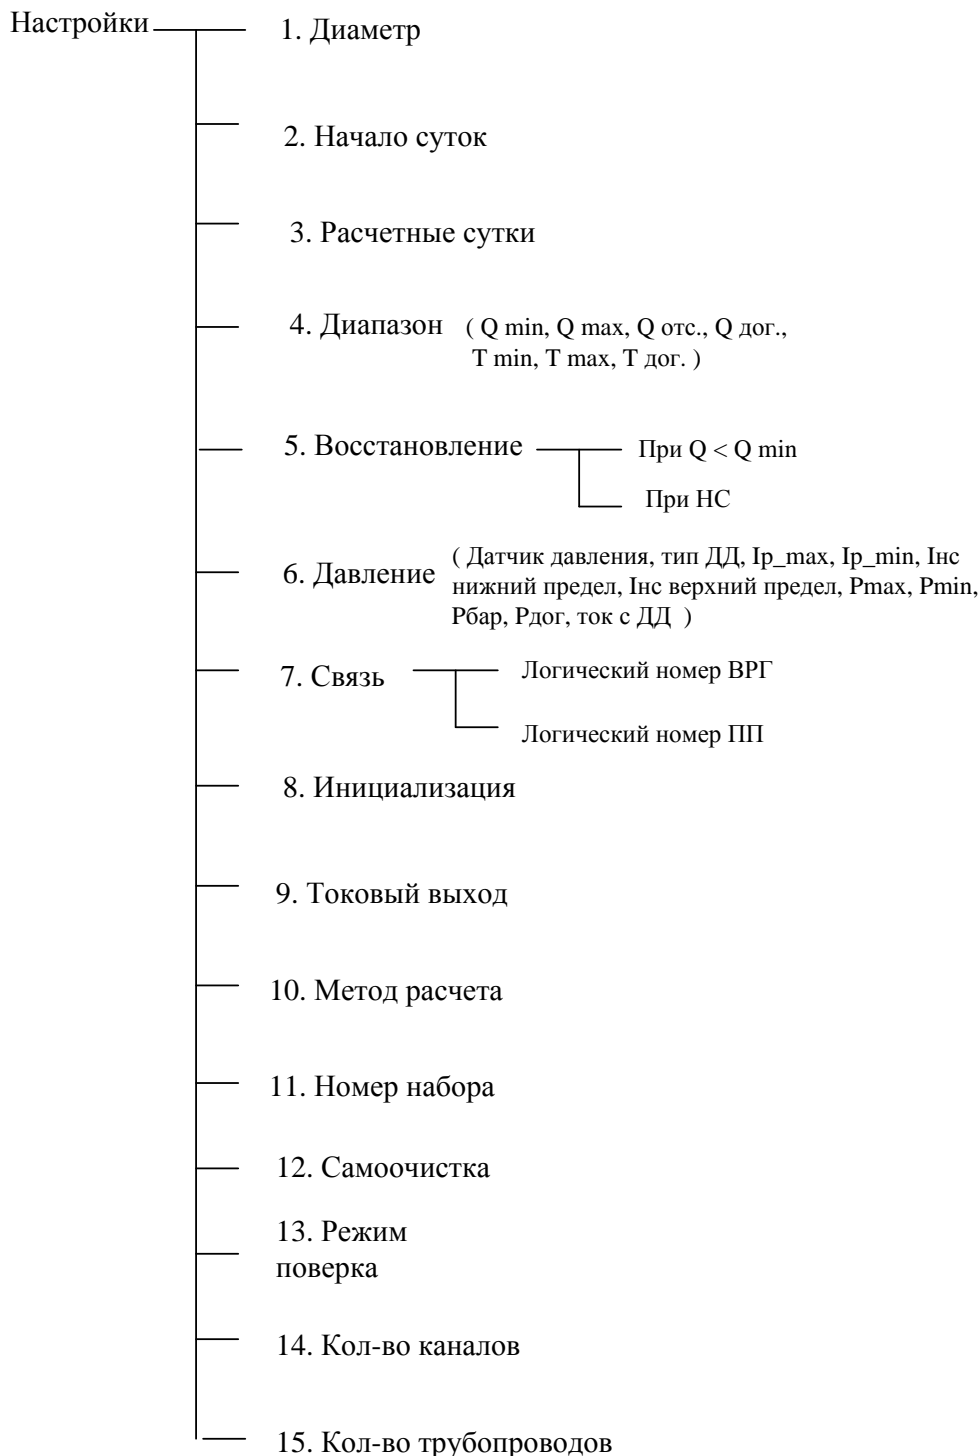 Настройки
1. Диаметр
2. Начало суток
3. Расчетные сутки
4. Диапазон ( Q min, Q max, Q отс., Q дог.,
T min, T max, T дог. )
5. Восстановление
При Q < Q min
При НС
6. Давление ( Датчик давления, тип ДД, Ip_max, Ip_min, Iнс
нижний предел, Iнс верхний предел, Pmax, Pmin,
Рбар, Рдог, ток с ДД )
7. Связь
Логический номер ВРГ
Логический номер ПП
8. Инициализация
9. Токовый выход
10. Метод расчета
11. Номер набора
12. Самоочистка
13. Режим
поверка
14. Кол-во каналов
15. Кол-во трубопроводов